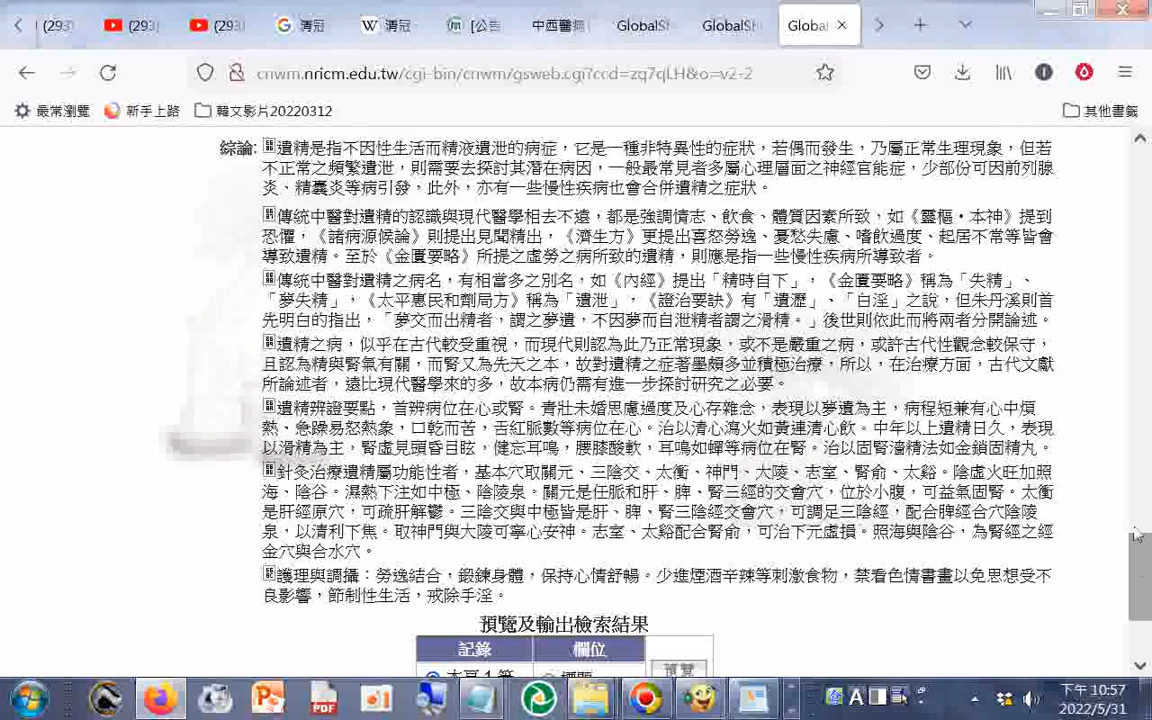 (293
(293)
(293)
清冠
清冠
[公告
中西醫
GlobalSh
GlobalSh
Global
cnwm.nricm.edu.tw/cgi-bin/cnwm/gsweb.cgi?ccd=zq7qLH&o=v2-2
最常瀏覽
新手上路
韓文影片20220312
其他書籤
綜論:
遺精是指不因性生活而精液遺泄的病症，它是一種非特異性的症狀，若偶而發生，乃屬正常生理現象，但若
不正常之頻繁遺泄，則需要去探討其潛在病因，一般最常見者多屬心理層面之神經官能症，少部份可因前列腺
炎、精囊炎等病引發，此外，亦有一些慢性疾病也會合併遺精之症狀。
傳統中醫對遺精的認識與現代醫學相去不遠，都是強調情志、飲食、體質因素所致，如《靈樞‧本神》提到
恐懼，《諸病源候論》則提出見聞精出，《濟生方》更提出喜怒勞逸、憂愁失慮、嗜飲過度、起居不常等皆會
導致遺精。至於《金匱要略》所提之虛勞之病所致的遺精，則應是指一些慢性疾病所導致者。
傳統中醫對遺精之病名，有相當多之別名，如《內經》提出「精時自下」，《金匱要略》稱為「失精」、
「夢失精」，《太平惠民和劑局方》稱為「遺泄」，《證治要訣》有「遺瀝」、「白淫」之說，但朱丹溪則首
先明白的指出，「夢交而出精者，謂之夢遺，不因夢而自泄精者謂之滑精。」後世則依此而將兩者分開論述。
遺精之病，似乎在古代較受重視，而現代則認為此乃正常現象，或不是嚴重之病，或許古代性觀念較保守，
且認為精與腎氣有關，而腎又為先天之本，故對遺精之症著墨頗多並積極治療，所以，在治療方面，古代文獻
所論述者，遠比現代醫學來的多，故本病仍需有進一步探討研究之必要。
遺精辨證要點，首辨病位在心或腎。青壯未婚思慮過度及心存雜念，表現以夢遺為主，病程短兼有心中煩
熱、急躁易怒熱象，口乾而苦，舌紅脈數等病位在心。治以清心瀉火如黃連清心飲。中年以上遺精日久，表現
以滑精為主，腎虛見頭昏目眩，健忘耳鳴，腰膝酸軟，耳鳴如蟬等病位在腎。治以固腎濇精法如金鎖固精丸。
針灸治療遺精屬功能性者，基本穴取關元、三陰交、太衝、神門、大陵、志室、腎俞、太谿。陰虛火旺加照
海、陰谷。濕熱下注如中極、陰陵泉。關元是任脈和肝、脾、腎三經的交會穴，位於小腹，可益氣固腎。太衝
是肝經原穴，可疏肝解鬱。三陰交與中極皆是肝、脾、腎三陰經交會穴，可調足三陰經，配合脾經合穴陰陵
泉，以清利下焦。取神門與大陵可寧心安神。志室、太谿配合腎俞，可治下元虛損。照海與陰谷，為腎經之經
金穴與合水穴。
護理與調攝：勞逸結合，鍛鍊身體，保持心情舒暢。少進煙酒辛辣等刺激食物，禁看色情書畫以免思想受不
良影響，節制性生活，戒除手淫。
預覽及輸出檢索結果
記錄
欄位
本頁 1 筆
標題
預覽
下午 10:57
2022/5/31